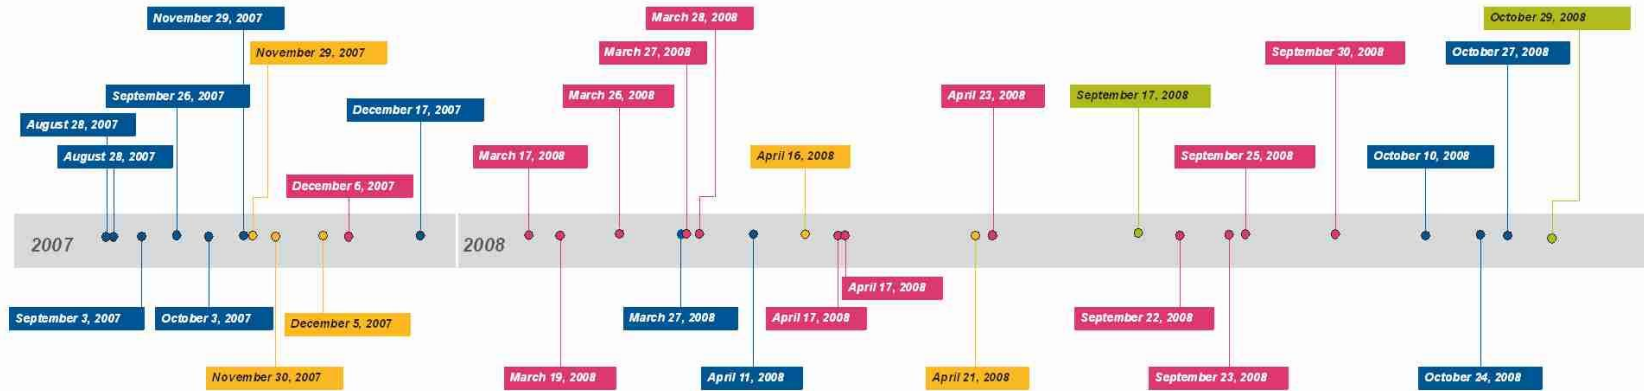 November 29, 2007
March 28, 2008
October 29, 2008
November 29, 2007
March 27, 2008
September 30, 2008
October 27, 2008
September 26, 2007
December 17, 2007
March 26, 2008
April 23, 2008
September 17, 2008
August 28, 2007
August 28, 2007
March 17, 2008
April 16, 2008
September 25, 2008
October 10, 2008
December 6, 2007
2007
2008
April 17, 2008
September 3, 2007
October 3, 2007
December 5, 2007
March 27, 2008
April 17, 2008
September 22, 2008
November 30, 2007
March 19, 2008
April 11, 2008
April 21, 2008
September 23, 2008
October 24, 2008